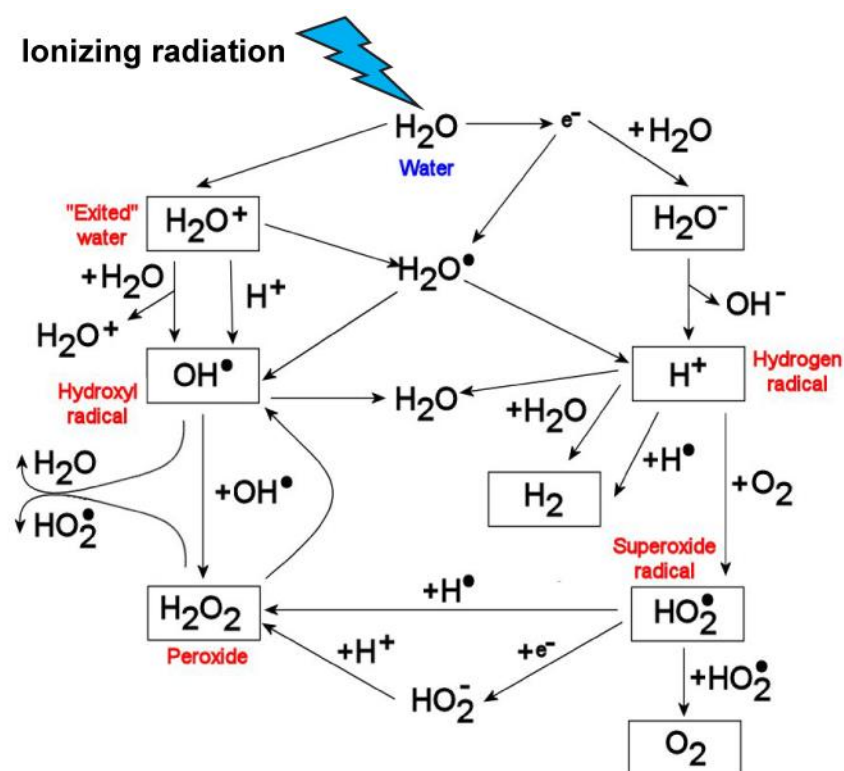 Ionizing radiation
H₂O
e⁻
+H₂O
Water
"Exited"
water
H₂O⁺
H₂O⁻
+H₂O
H⁺
H₂O•
OH⁻
H₂O⁺
OH•
Hydroxyl
radical
H₂O
H⁺
Hydrogen
radical
+H₂O
+H•
H₂O
HO₂•
+OH•
H₂
+O₂
Superoxide
radical
H₂O₂
Peroxide
+H•
HO₂•
+H⁺
+e⁻
HO₂⁻
+HO₂•
O₂